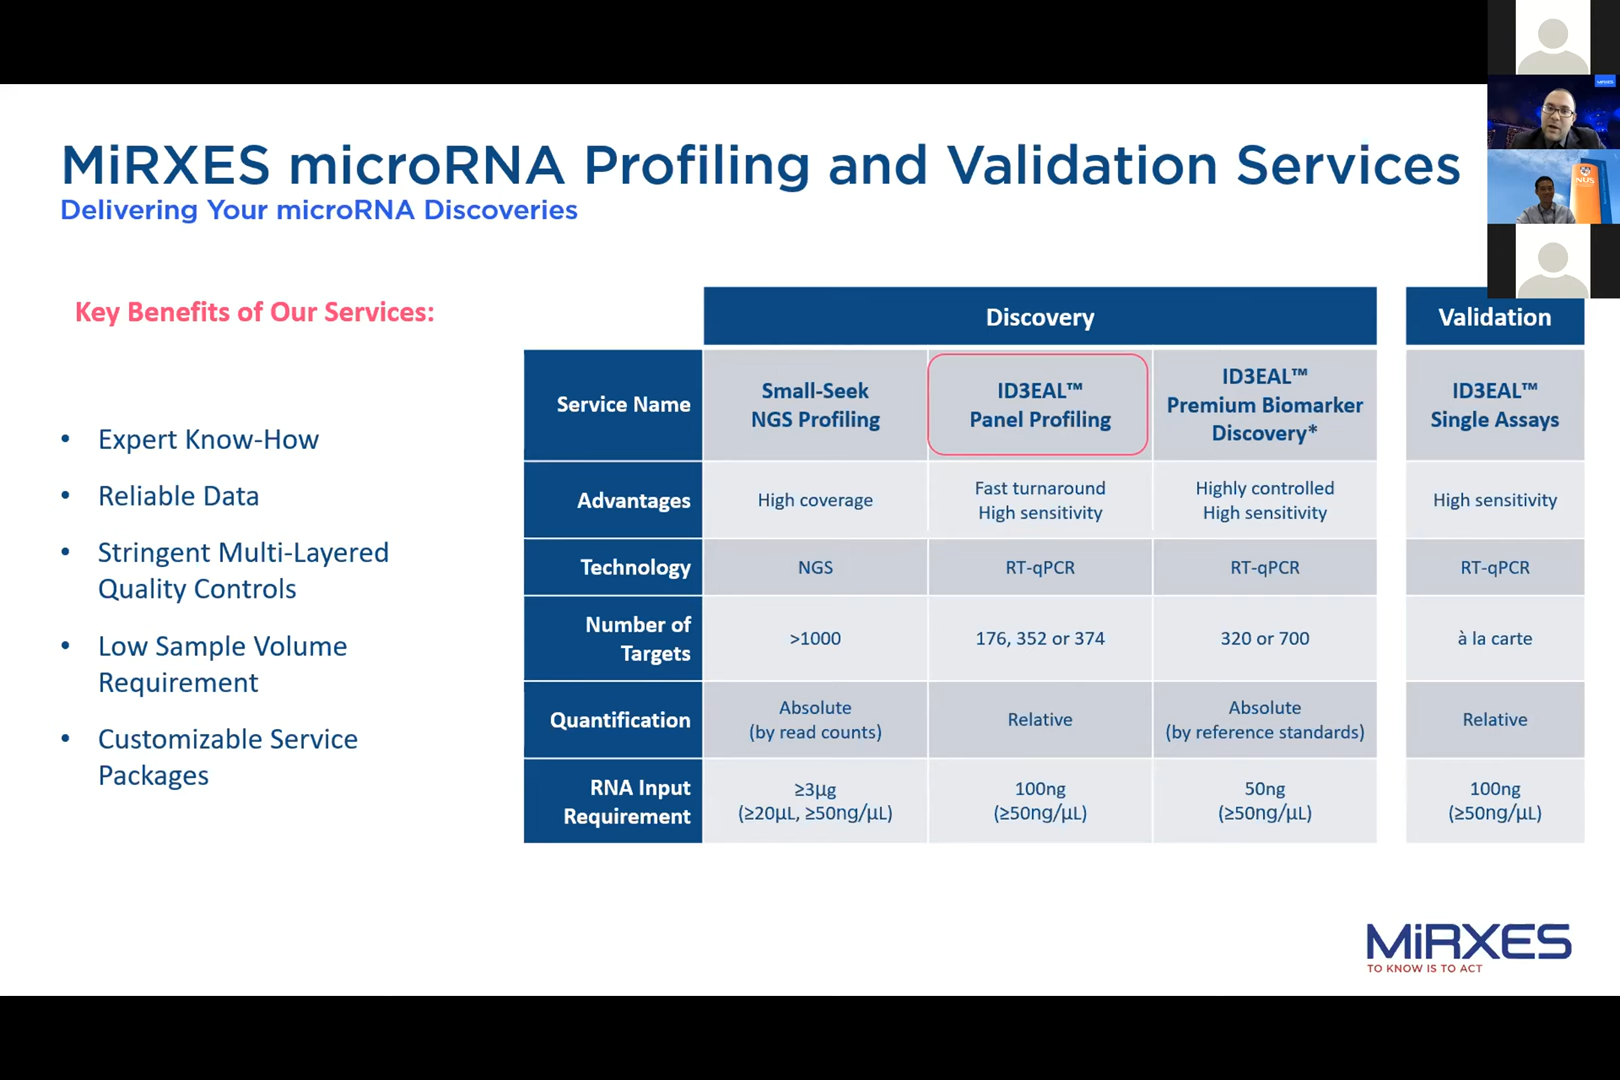 MiRXES microRNA Profiling and Validation Services
Delivering Your microRNA Discoveries
Key Benefits of Our Services:
• Expert Know-How
• Reliable Data
• Stringent Multi-Layered
Quality Controls
• Low Sample Volume
Requirement
• Customizable Service
Packages
Discovery
Validation
Service Name
Small-Seek
NGS Profiling
ID3EAL™
Panel Profiling
ID3EAL™
Premium Biomarker
Discovery*
ID3EAL™
Single Assays
Advantages
High coverage
Fast turnaround
High sensitivity
Highly controlled
High sensitivity
High sensitivity
Technology
NGS
RT-qPCR
RT-qPCR
RT-qPCR
Number of
Targets
>1000
176, 352 or 374
320 or 700
à la carte
Quantification
Absolute
(by read counts)
Relative
Absolute
(by reference standards)
Relative
RNA Input
Requirement
≥3µg
(≥20µL, ≥50ng/µL)
100ng
(≥50ng/µL)
50ng
(≥50ng/µL)
100ng
(≥50ng/µL)
MiRXES
TO KNOW IS TO ACT
MiRXES
NUS